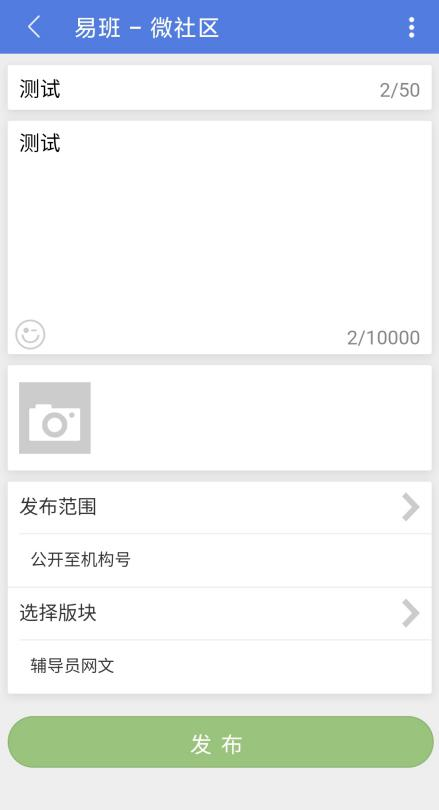 易班 – 微社区
测试
2/50
测试
2/10000
发布范围
公开至机构号
选择版块
辅导员网文
发 布